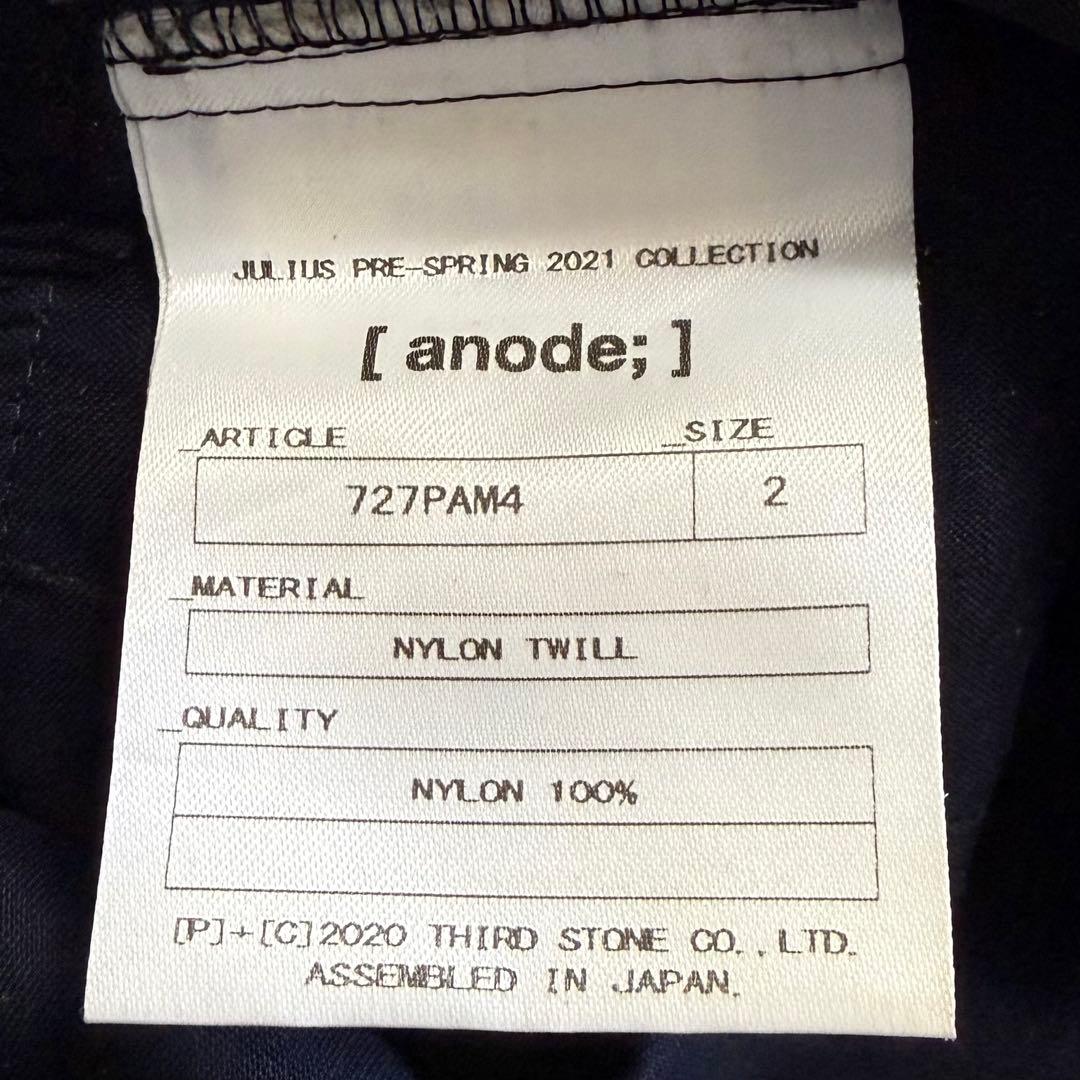 JULIUS PRE-SPRING 2021 COLLECTION
[ anode; ]
_ARTICLE _SIZE
727PAM4 2
_MATERIAL
NYLON TWILL
_QUALITY
NYLON 100%
[P]+[C]2020 THIRD STONE CO.,LTD.
ASSEMBLED IN JAPAN.